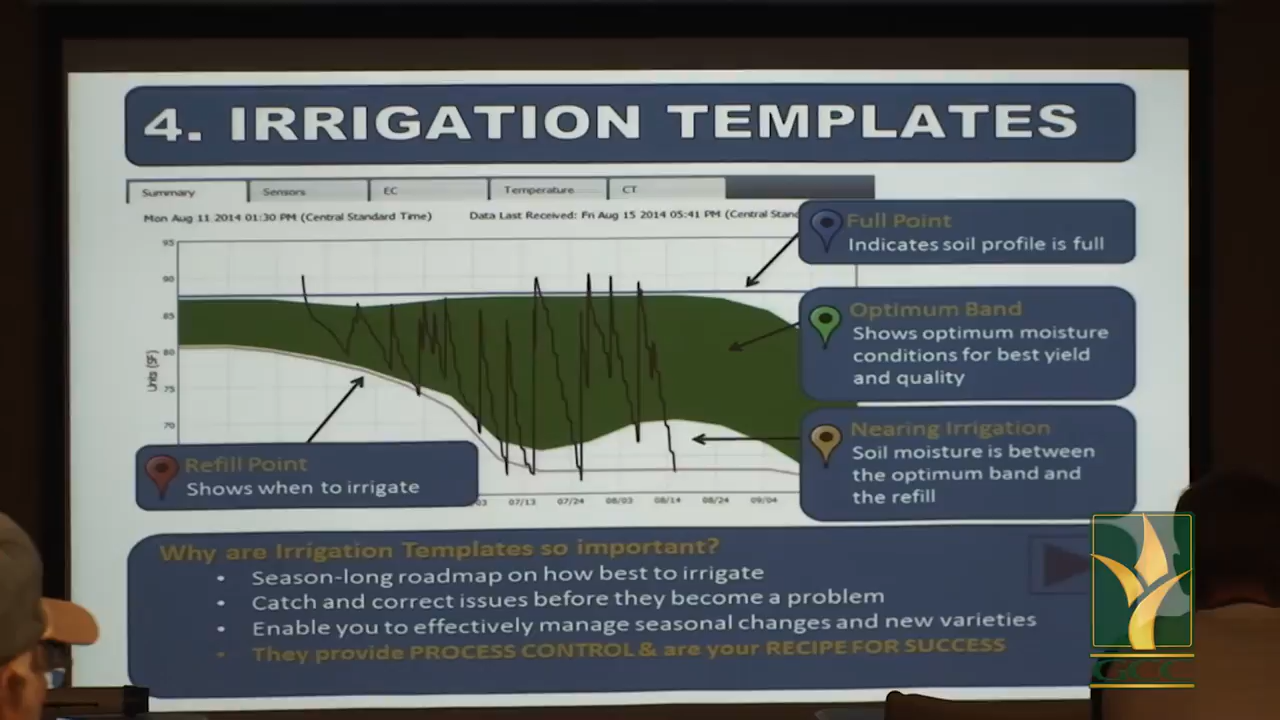 4. IRRIGATION TEMPLATES
Summary
Sensors
EC
Temperature
CT
Mon Aug 11 2014 01:30 PM (Central Standard Time)
Data Last Received: Fri Aug 15 2014 05:41 PM (Central Stan
Full Point
Indicates soil profile is full
Optimum Band
Shows optimum moisture
conditions for best yield
and quality
Nearing Irrigation
Soil moisture is between
the optimum band and
the refill
Units (SF)
95
90
85
80
75
70
Refill Point
Shows when to irrigate
03
07/13
07/24
08/03
08/14
08/24
09/04
Why are Irrigation Templates so important?
• Season-long roadmap on how best to irrigate
• Catch and correct issues before they become a problem
• Enable you to effectively manage seasonal changes and new varieties
• They provide PROCESS CONTROL & are your RECIPE FOR SUCCESS
GCC